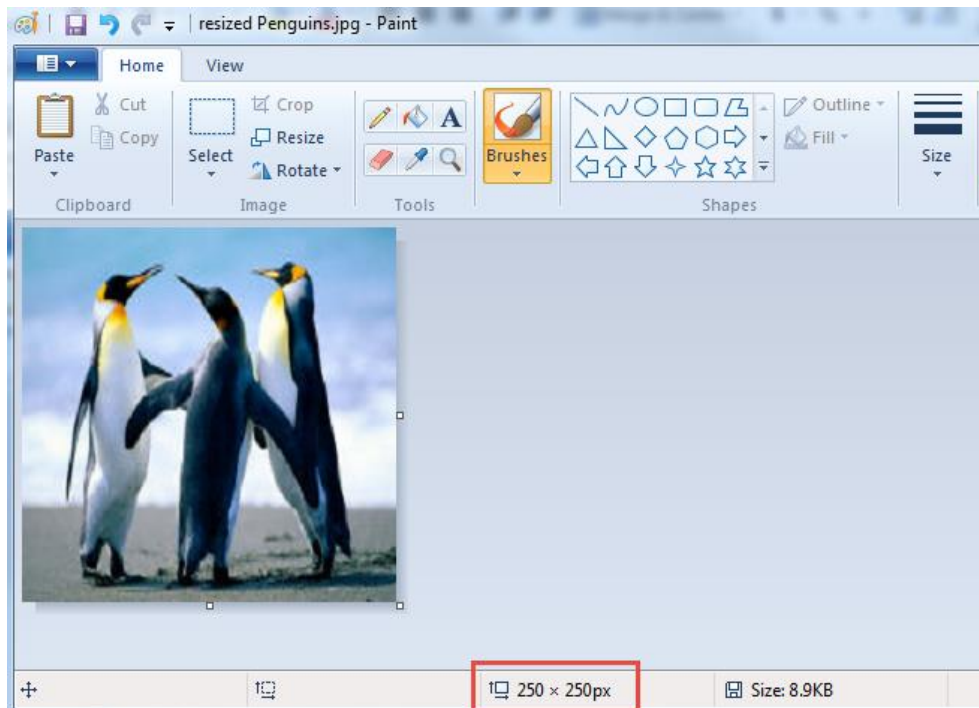 resized Penguins.jpg - Paint
Home View
Cut
Copy
Paste
Clipboard
Select
Crop
Resize
Rotate
Image
A
Tools
Brushes
Outline
Fill
Shapes
Size
250 × 250px
Size: 8.9KB